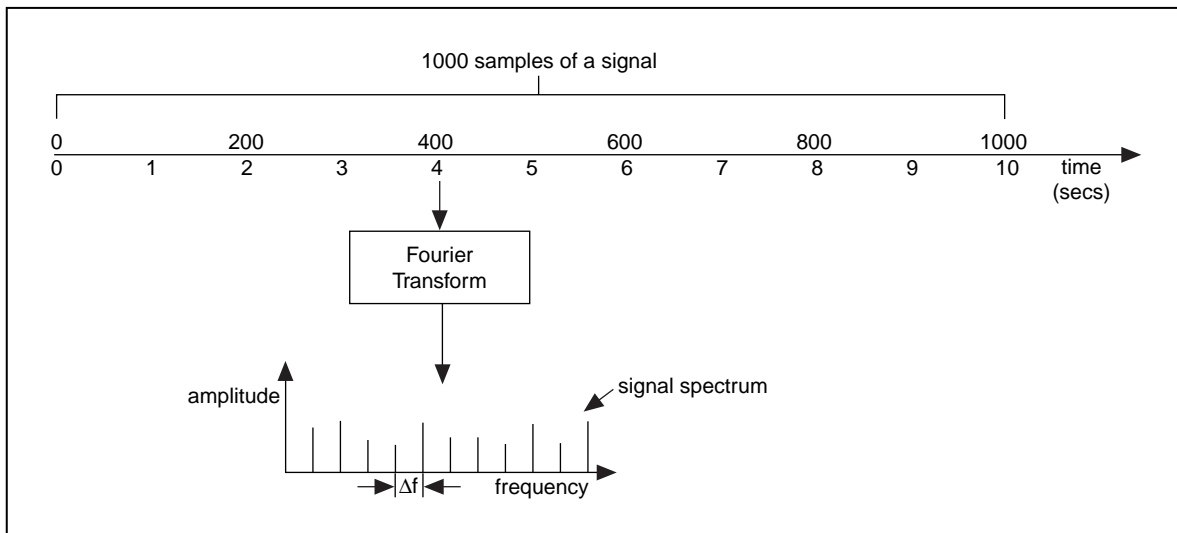 1000 samples of a signal
0 200 400 600 800 1000
0 1 2 3 4 5 6 7 8 9 10 time
(secs)
Fourier
Transform
signal spectrum
amplitude
Δf frequency